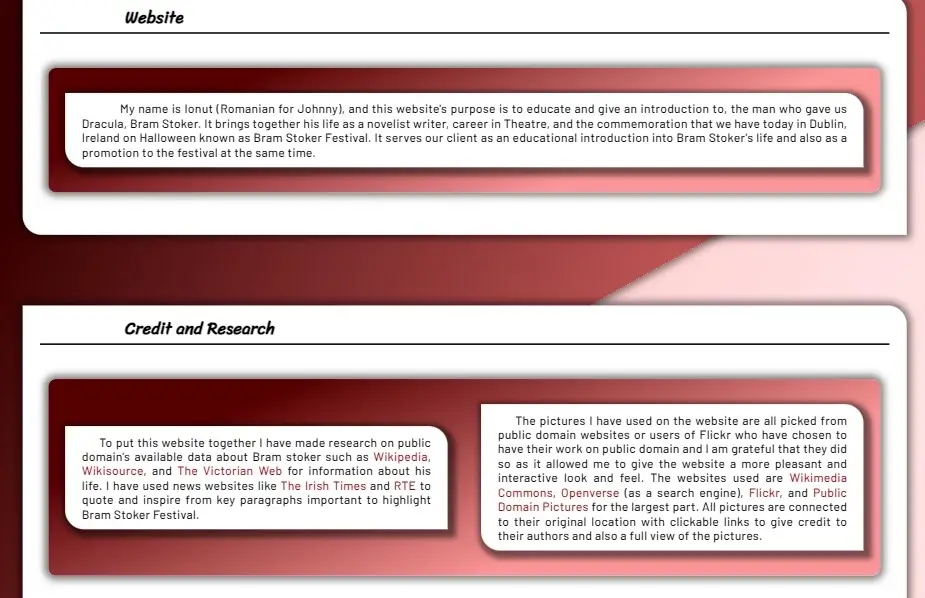 Website
My name is Ionut (Romanian for Johnny), and this website's purpose is to educate and give an introduction to, the man who gave us
Dracula, Bram Stoker. It brings together his life as a novelist writer, career in Theatre, and the commemoration that we have today in Dublin,
Ireland on Halloween known as Bram Stoker Festival. It serves our client as an educational introduction into Bram Stoker's life and also as a
promotion to the festival at the same time.
Credit and Research
To put this website together I have made research on public
domain's available data about Bram stoker such as Wikipedia,
Wikisource, and The Victorian Web for information about his
life. I have used news websites like The Irish Times and RTE to
quote and inspire from key paragraphs important to highlight
Bram Stoker Festival.
The pictures I have used on the website are all picked from
public domain websites or users of Flickr who have chosen to
have their work on public domain and I am grateful that they did
so as it allowed me to give the website a more pleasant and
interactive look and feel. The websites used are Wikimedia
Commons, Openverse (as a search engine), Flickr, and Public
Domain Pictures for the largest part. All pictures are connected
to their original location with clickable links to give credit to
their authors and also a full view of the pictures.